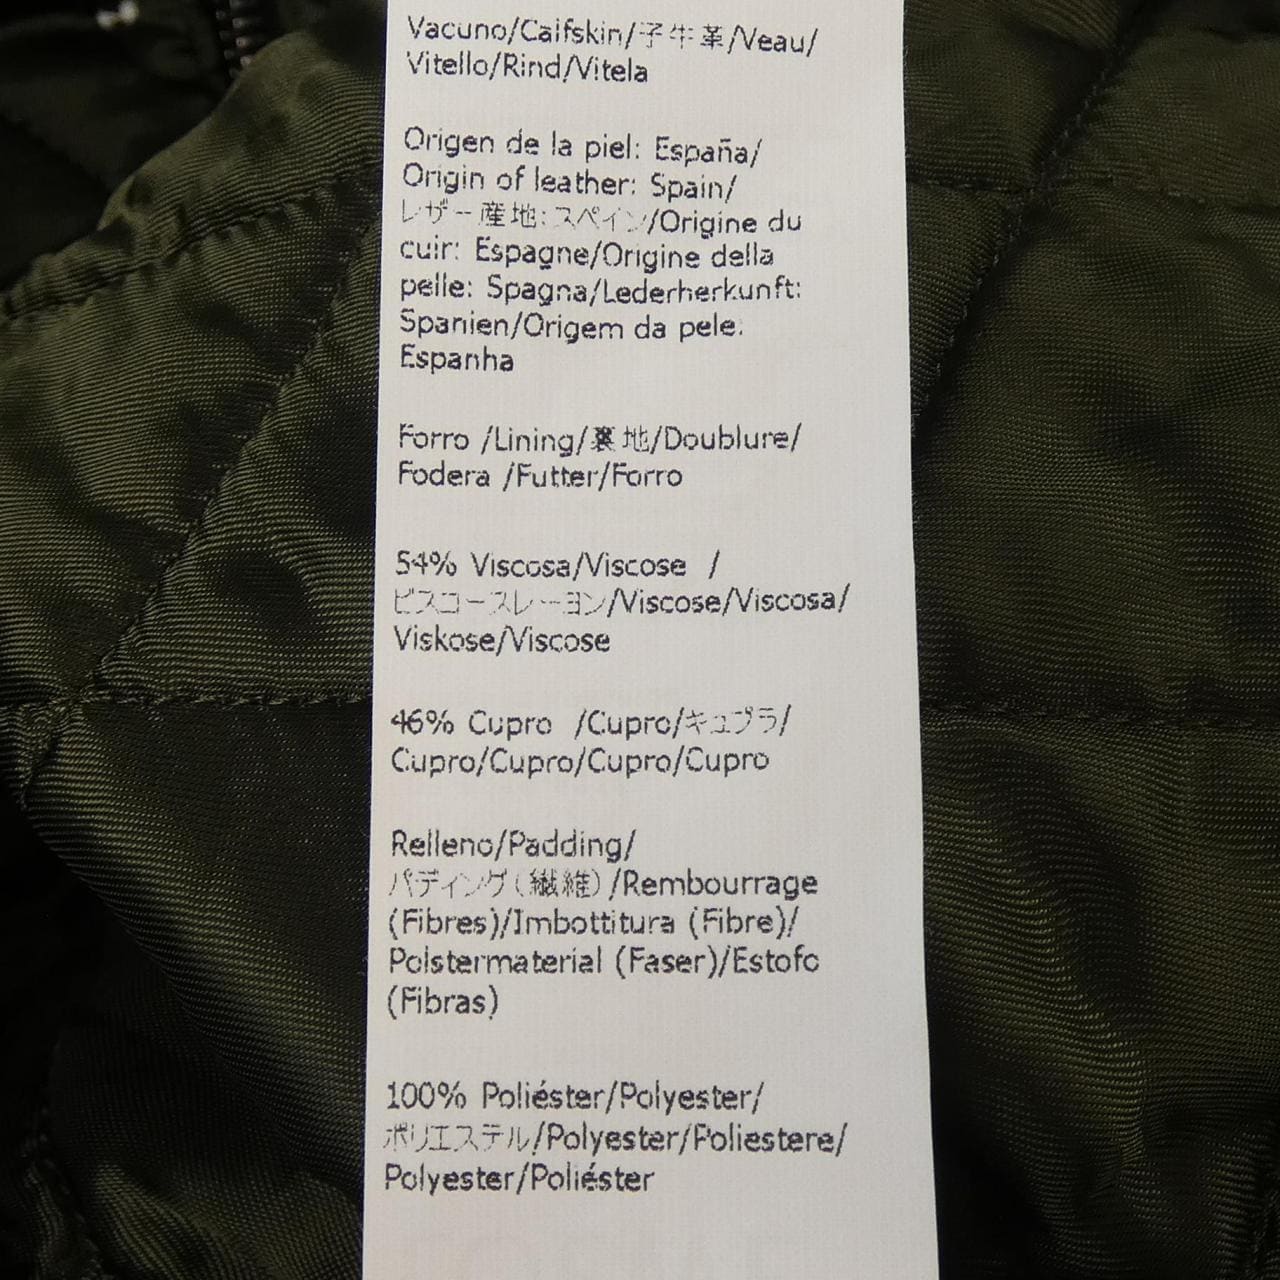 Vacuno/Calfskin/子牛革/Veau/
Vitello/Rind/Vitela
Origen de la piel: España/
Origin of leather: Spain/
レザー産地:スペイン/Origine du
cuir: Espagne/Origine della
pelle: Spagna/Lederherkunft:
Spanien/Origem da pele:
Espanha
Forro /Lining/裏地/Doublure/
Fodera /Futter/Forro
54% Viscosa/Viscose /
ビスコースレーヨン/Viscose/Viscosa/
Viskose/Viscose
46% Cupro /Cupro/キュプラ/
Cupro/Cupro/Cupro/Cupro
Relleno/Padding/
パディング(繊維)/Rembourrage
(Fibres)/Imbottitura (Fibre)/
Polstermaterial (Faser)/Estofo
(Fibras)
100% Poliéster/Polyester/
ポリエステル/Polyester/Poliestere/
Polyester/Poliéster